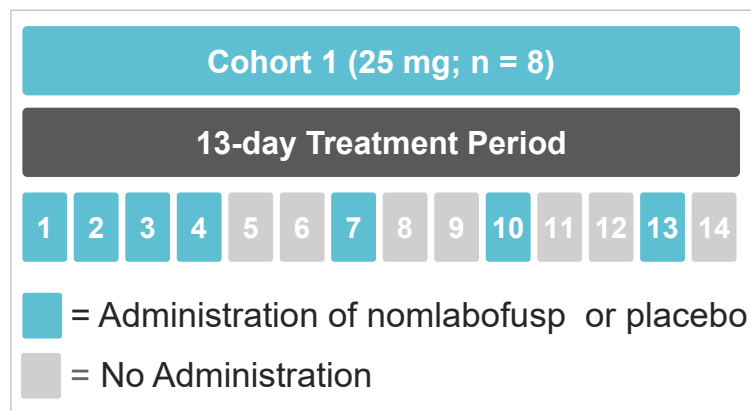 Cohort 1 (25 mg; n = 8)
13-day Treatment Period
1 2 3 4 5 6 7 8 9 10 11 12 13 14
= Administration of nomlabofusp or placebo
= No Administration